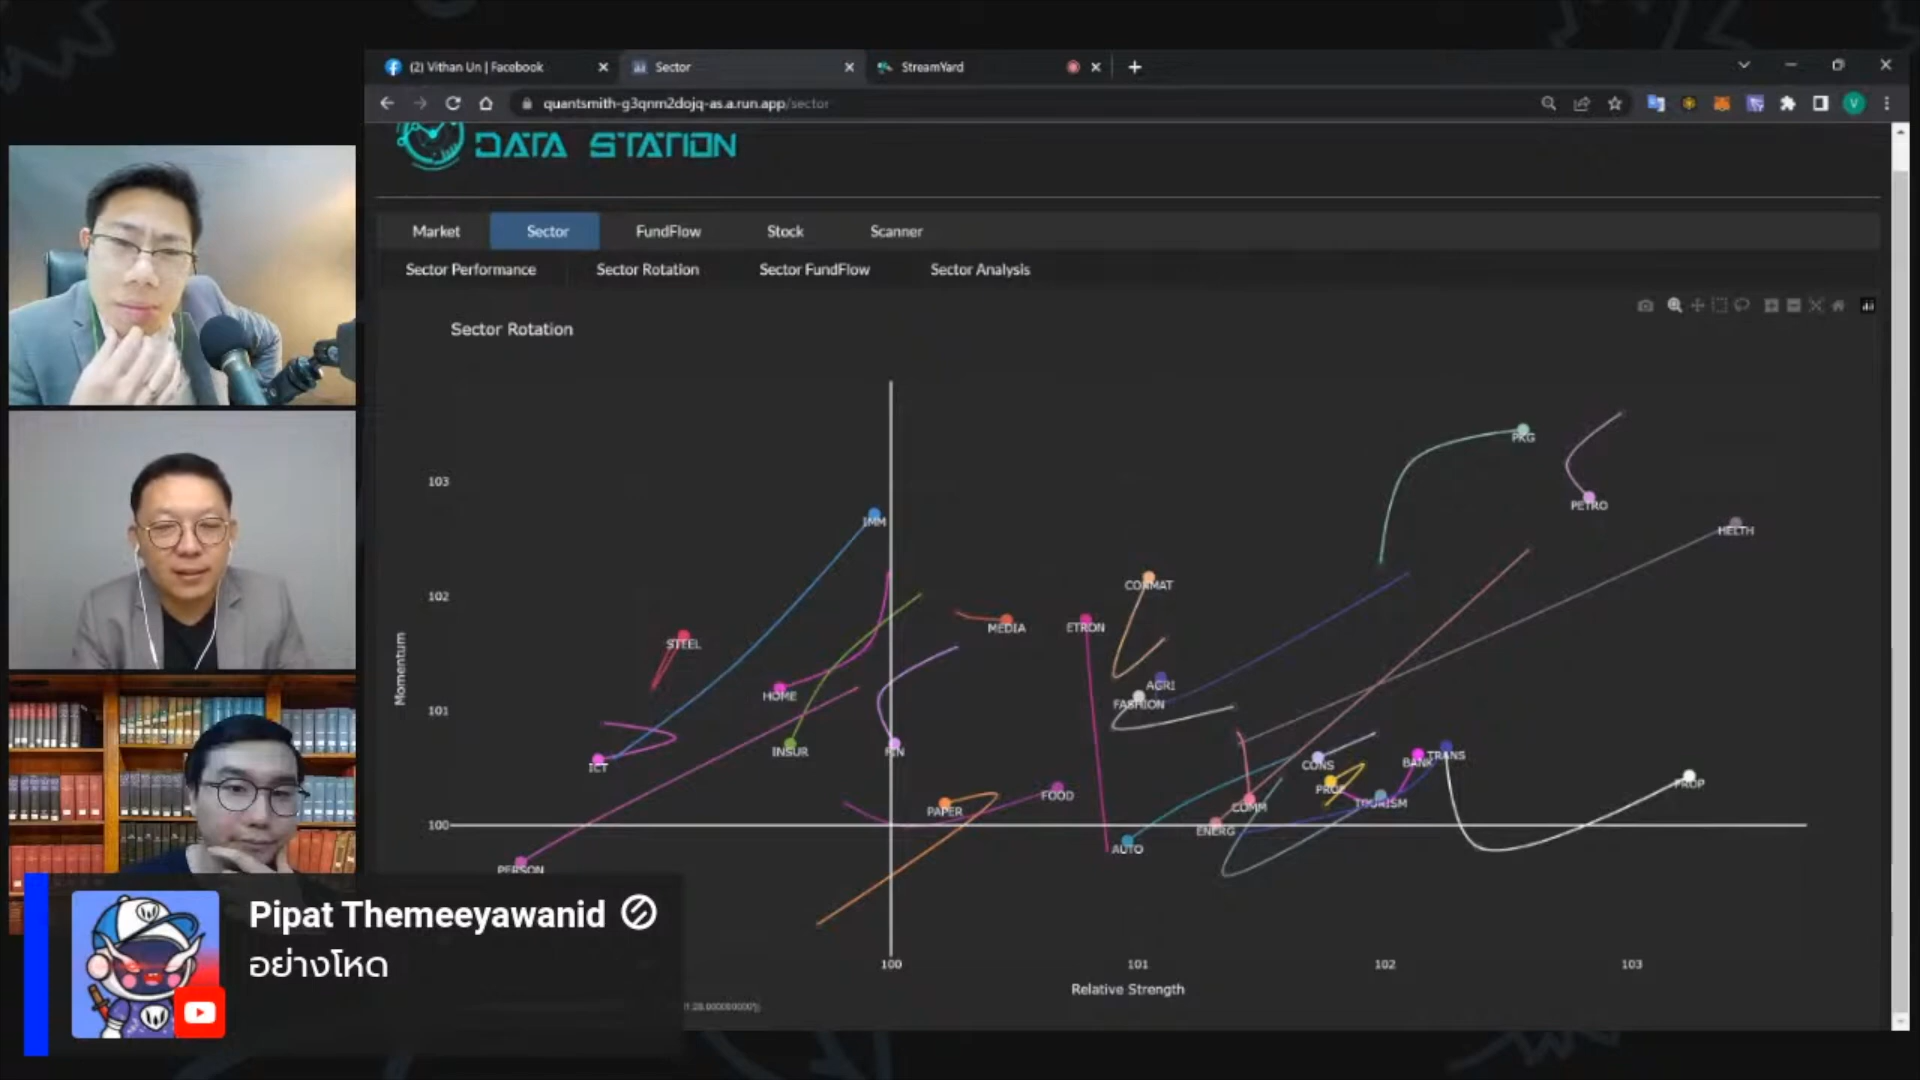 (2) Vithan Un | Facebook
Sector
StreamYard
quantsmith-g3qnm2dojq-as.a.run.app/sector
V
DATA STATION
Market
Sector
FundFlow
Stock
Scanner
Sector Performance
Sector Rotation
Sector FundFlow
Sector Analysis
Sector Rotation
Momentum
103
102
101
100
PKG
PETRO
HELTH
IMM
CONMAT
MEDIA
ETRON
STEEL
HOME
AGRI
FASHION
INSUR
FIN
ICT
CONS
BANK
TRANS
PROF
TOURISM
PROP
FOOD
PAPER
COMM
ENERG
AUTO
PERSON
100
101
102
103
Relative Strength
Pipat Themeeyawanid
อย่างโหด